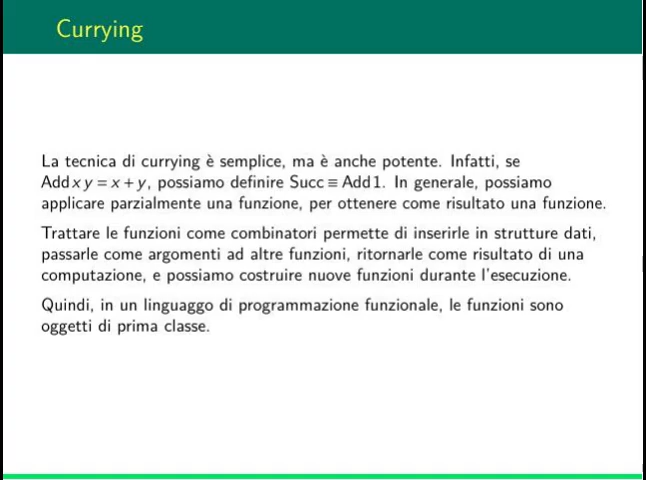 Currying
La tecnica di currying è semplice, ma è anche potente. Infatti, se
Add x y = x + y, possiamo definire Succ ≡ Add 1. In generale, possiamo
applicare parzialmente una funzione, per ottenere come risultato una funzione.
Trattare le funzioni come combinatori permette di inserirle in strutture dati,
passarle come argomenti ad altre funzioni, ritornarle come risultato di una
computazione, e possiamo costruire nuove funzioni durante l'esecuzione.
Quindi, in un linguaggo di programmazione funzionale, le funzioni sono
oggetti di prima classe.